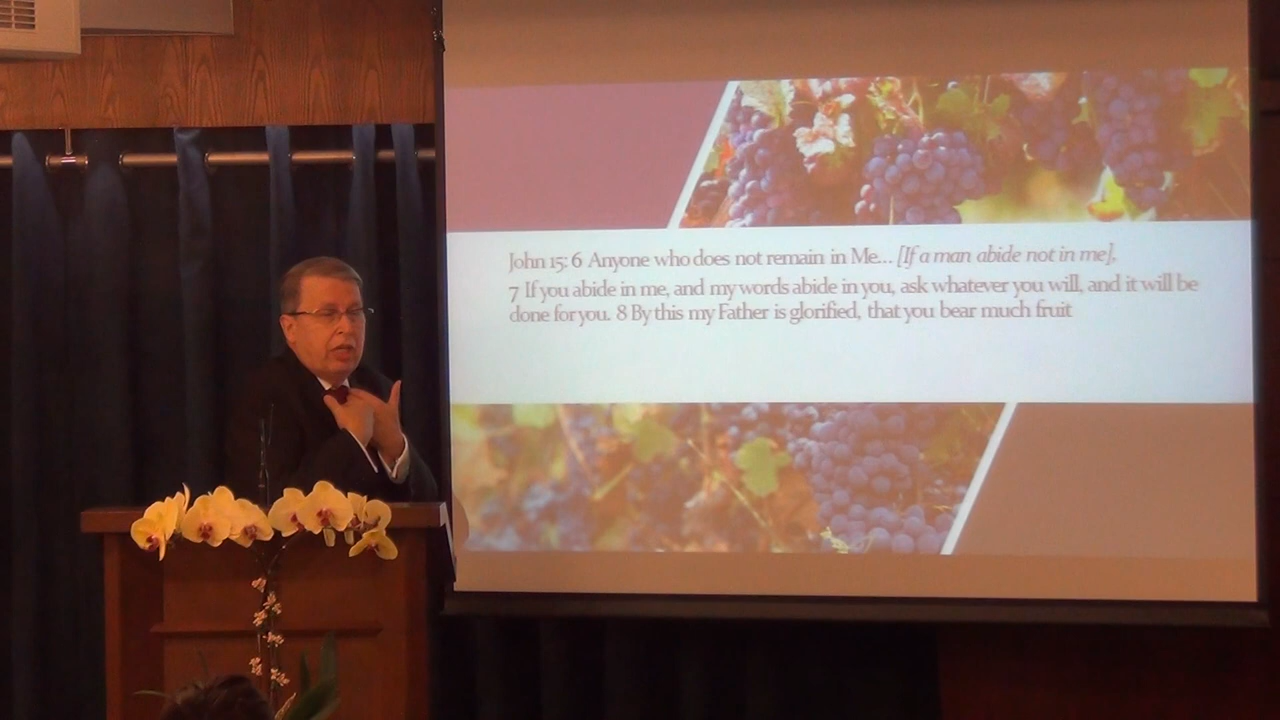 John 15: 6 Anyone who does not remain in Me... [If a man abide not in me],
7 If you abide in me, and my words abide in you, ask whatever you will, and it will be
done for you. 8 By this my Father is glorified, that you bear much fruit